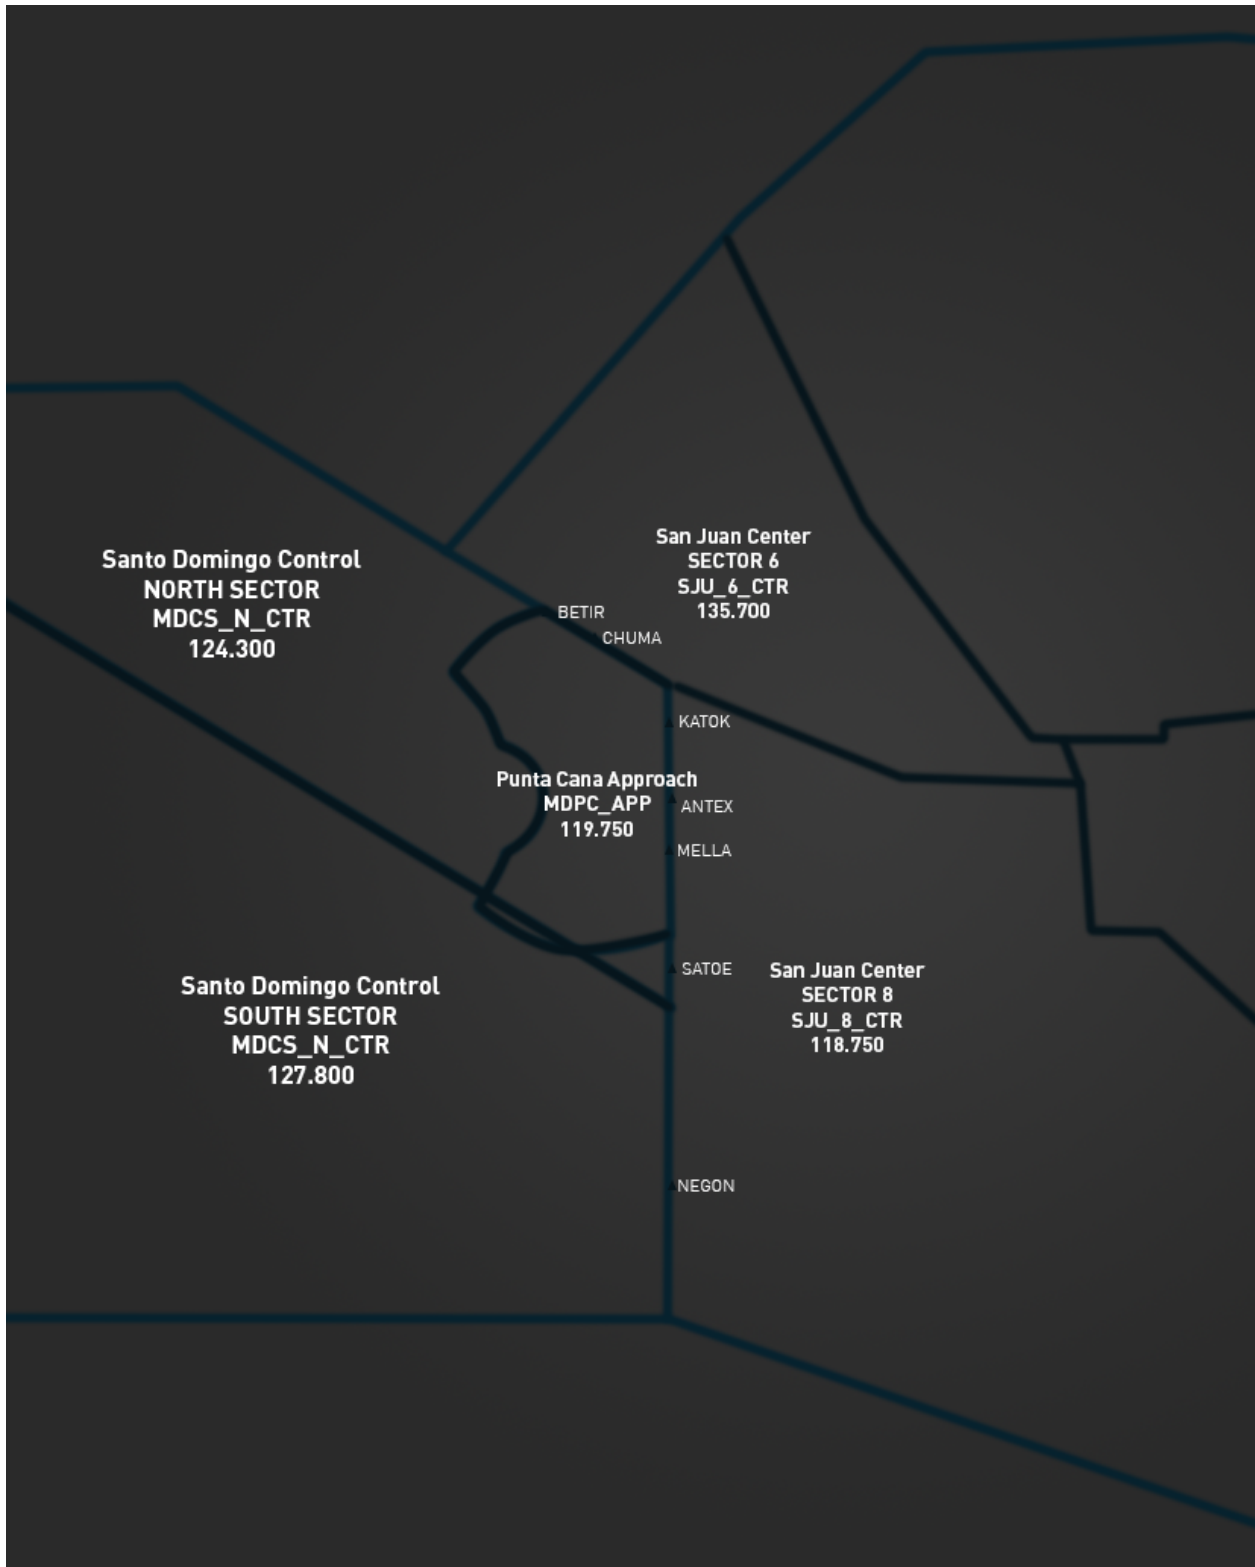 San Juan Center
SECTOR 6
SJU_6_CTR
135.700
Santo Domingo Control
NORTH SECTOR
MDCS_N_CTR
124.300
BETIR
CHUMA
KATOK
Punta Cana Approach
MDPC_APP
119.750
ANTEX
MELLA
SATOE
San Juan Center
SECTOR 8
SJU_8_CTR
118.750
Santo Domingo Control
SOUTH SECTOR
MDCS_N_CTR
127.800
NEGON